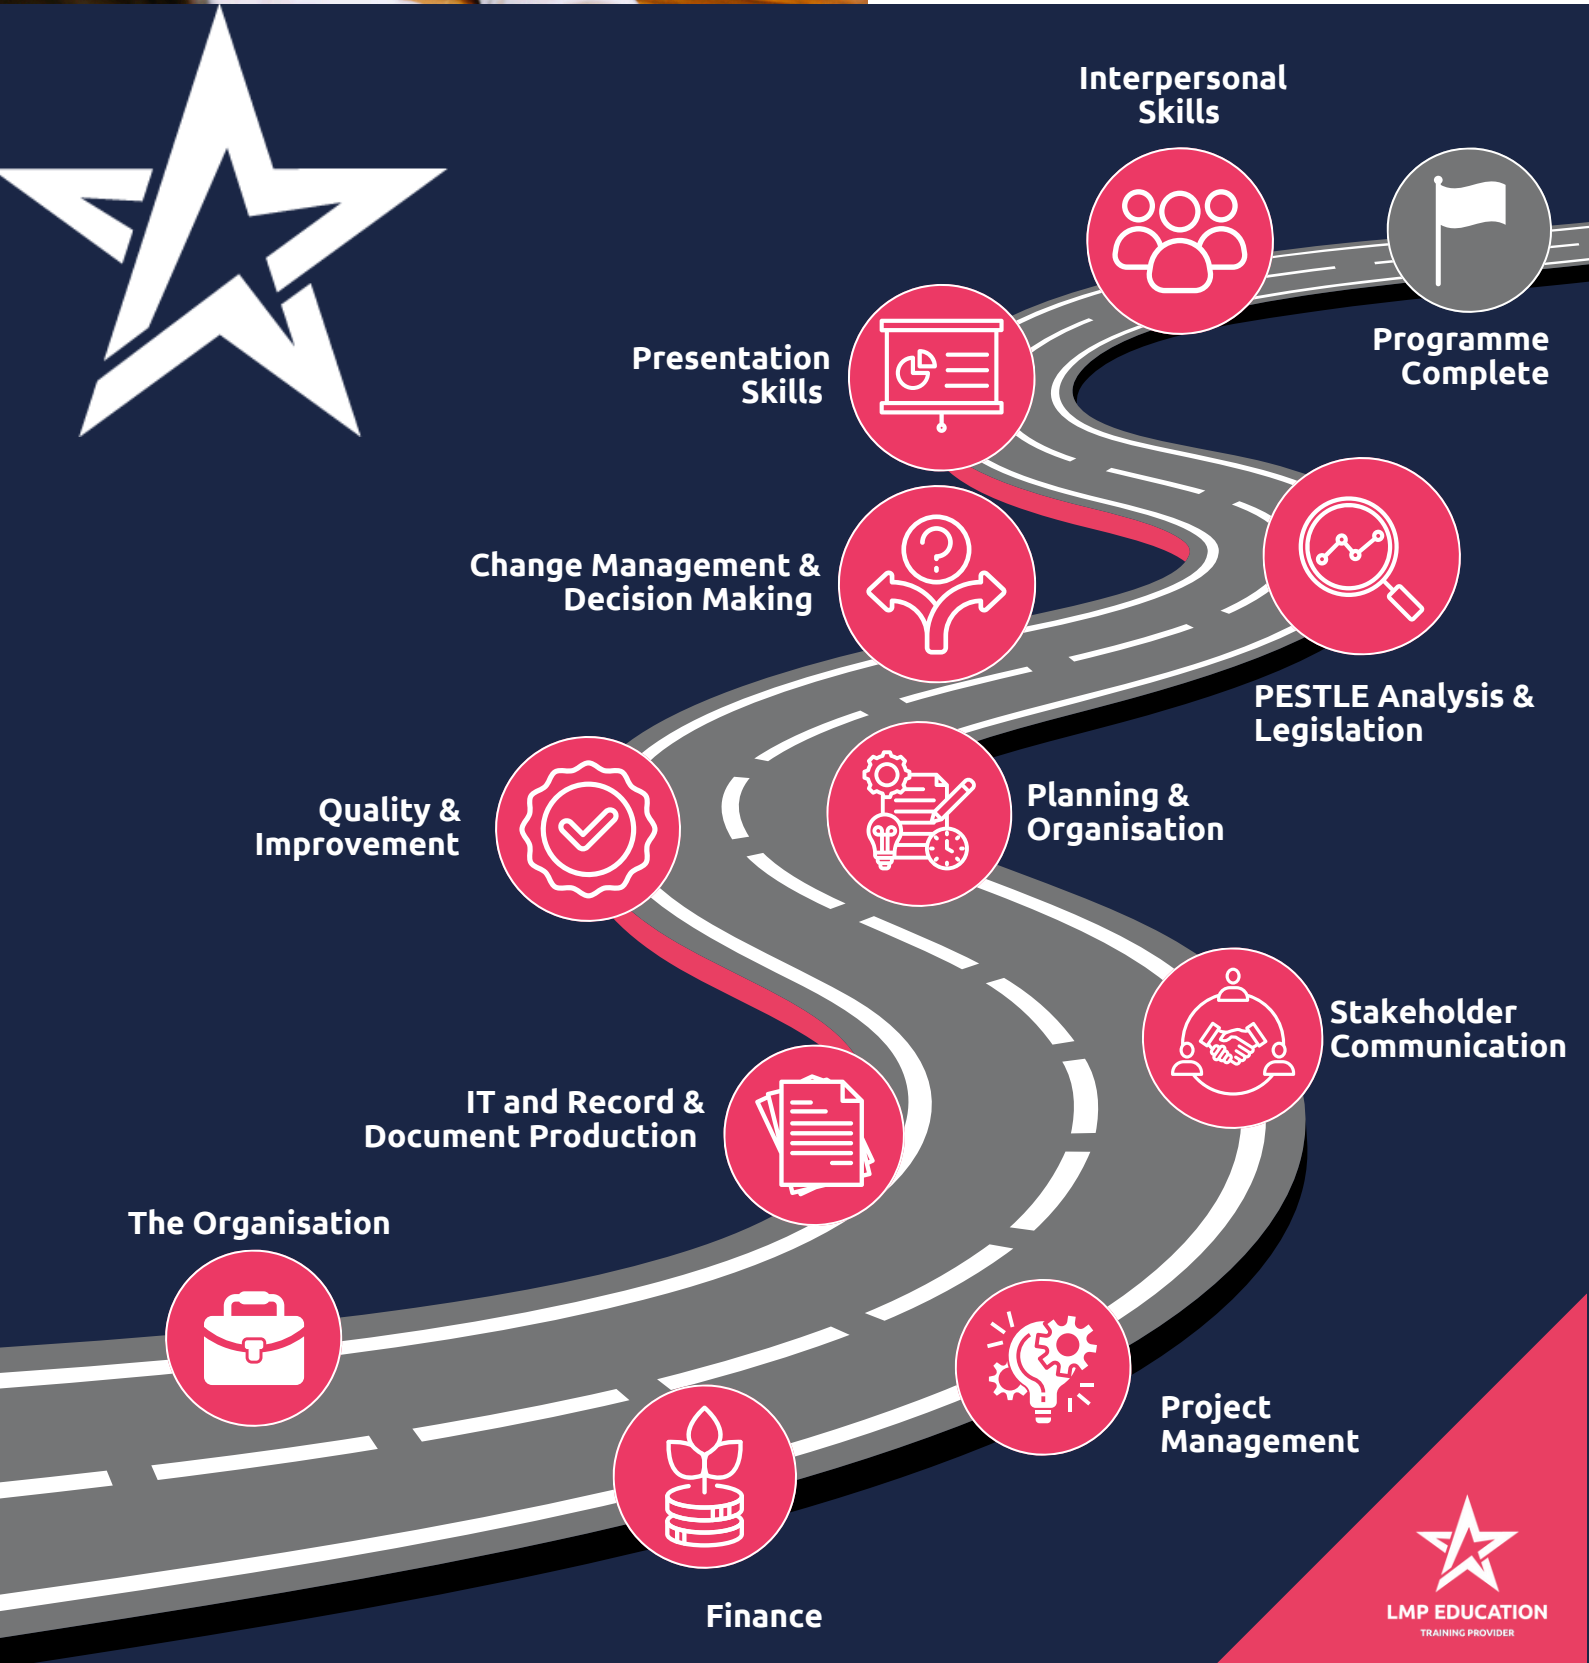 Interpersonal
Skills
Programme
Complete
Presentation
Skills
Change Management &
Decision Making
PESTLE Analysis &
Legislation
Quality &
Improvement
Planning &
Organisation
Stakeholder
Communication
IT and Record &
Document Production
The Organisation
Project
Management
Finance
LMP EDUCATION
TRAINING PROVIDER